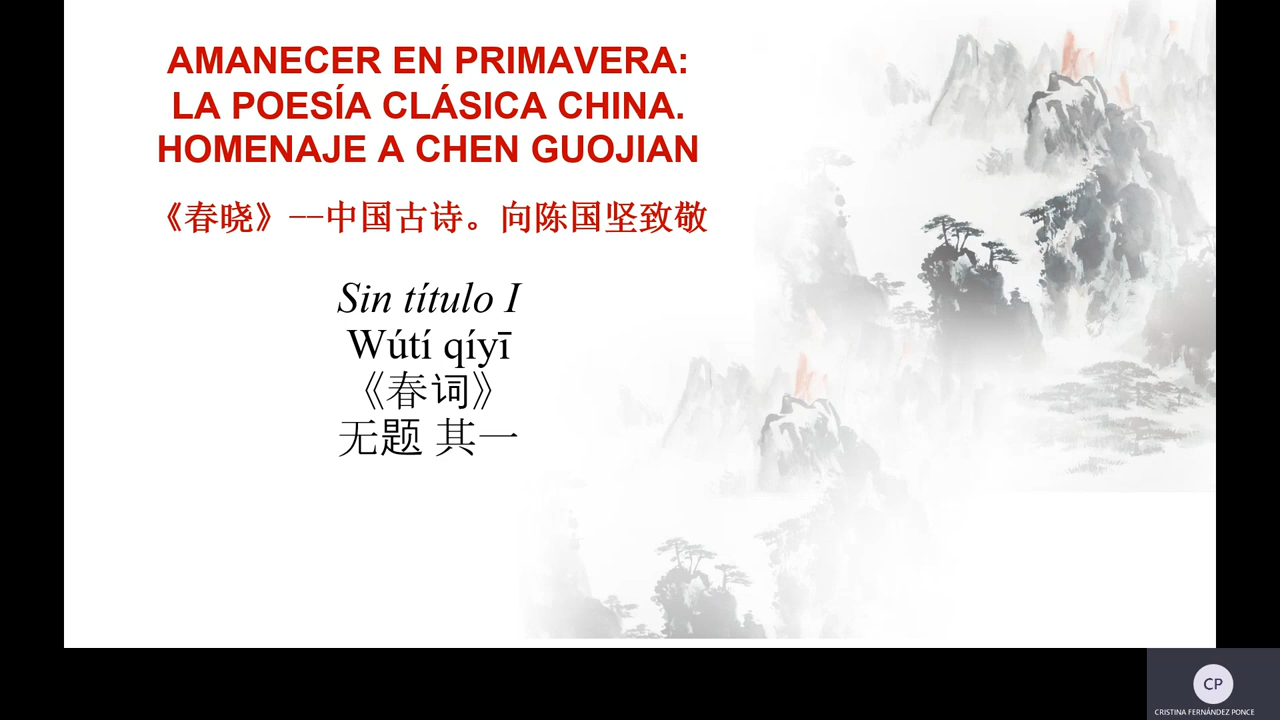 AMANECER EN PRIMAVERA:
LA POESÍA CLÁSICA CHINA.
HOMENAJE A CHEN GUOJIAN
《春晓》--中国古诗。向陈国坚致敬
Sin título I
Wútí qíyī
《春词》
无题 其一
CP
CRISTINA FERNÁNDEZ PONCE